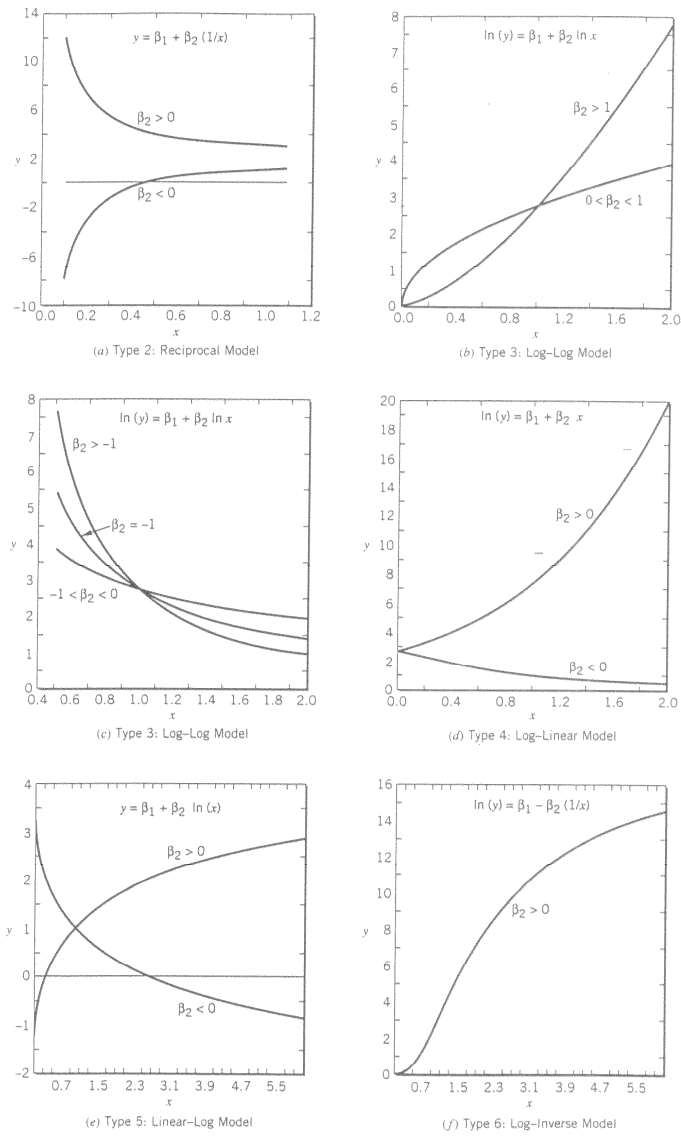 14
12
10
6
y
2
-2
-6
-10
y = β₁ + β₂ (1/x)
β₂ > 0
β₂ < 0
0.0 0.2 0.4 0.6 0.8 1.0 1.2
x
(a) Type 2: Reciprocal Model
8
7
6
5
y
4
3
2
1
0
ln (y) = β₁ + β₂ ln x
β₂ > 1
0 < β₂ < 1
0.0 0.4 0.8 1.2 1.6 2.0
x
(b) Type 3: Log–Log Model
8
7
6
5
y
4
3
2
1
0
ln (y) = β₁ + β₂ ln x
β₂ > -1
β₂ = -1
-1 < β₂ < 0
0.4 0.6 0.8 1.0 1.2 1.4 1.6 1.8 2.0
x
(c) Type 3: Log–Log Model
20
18
16
14
12
y
10
8
6
4
2
0
ln (y) = β₁ + β₂ x
β₂ > 0
β₂ < 0
0.0 0.4 0.8 1.2 1.6 2.0
x
(d) Type 4: Log–Linear Model
4
3
2
y 1
0
-1
-2
y = β₁ + β₂ ln (x)
β₂ > 0
β₂ < 0
0.7 1.5 2.3 3.1 3.9 4.7 5.5
x
(e) Type 5: Linear–Log Model
16
14
12
10
y
8
6
4
2
0
ln (y) = β₁ − β₂ (1/x)
β₂ > 0
0.7 1.5 2.3 3.1 3.9 4.7 5.5
x
(f) Type 6: Log–Inverse Model